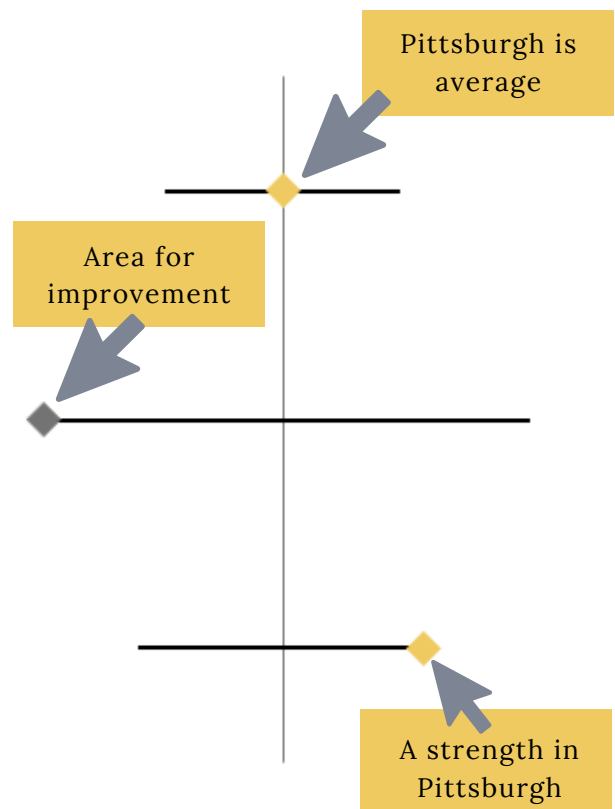 Pittsburgh is
average
Area for
improvement
A strength in
Pittsburgh